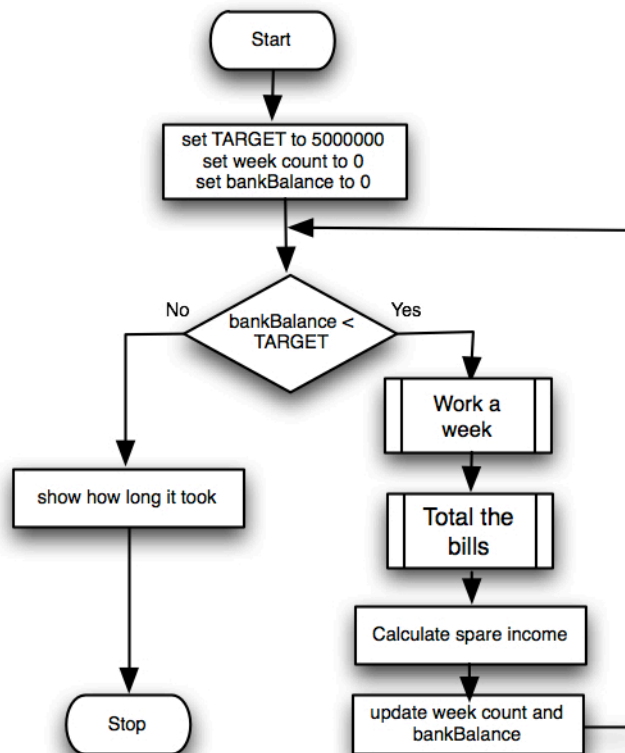 Start
set TARGET to 5000000
set week count to 0
set bankBalance to 0
No
Yes
bankBalance <
TARGET
Work a
week
Total the
bills
show how long it took
Calculate spare income
update week count and
bankBalance
Stop